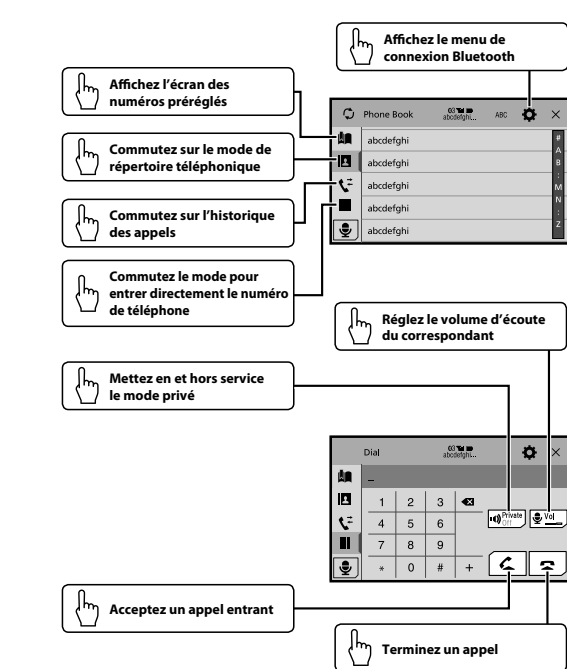 Affichez le menu de
connexion Bluetooth
Affichez l'écran des
numéros préréglés
Commutez sur le mode de
répertoire téléphonique
Commutez sur l'historique
des appels
Commutez le mode pour
entrer directement le numéro
de téléphone
Phone Book
abcdefghi...
ABC
abcdefghi
abcdefghi
abcdefghi
abcdefghi
abcdefghi
#
A
B
:
M
N
:
Z
Réglez le volume d'écoute
du correspondant
Mettez en et hors service
le mode privé
Dial
abcdefghi...
_
1 2 3
4 5 6
7 8 9
* 0 # +
Private
Off
Vol
Acceptez un appel entrant
Terminez un appel